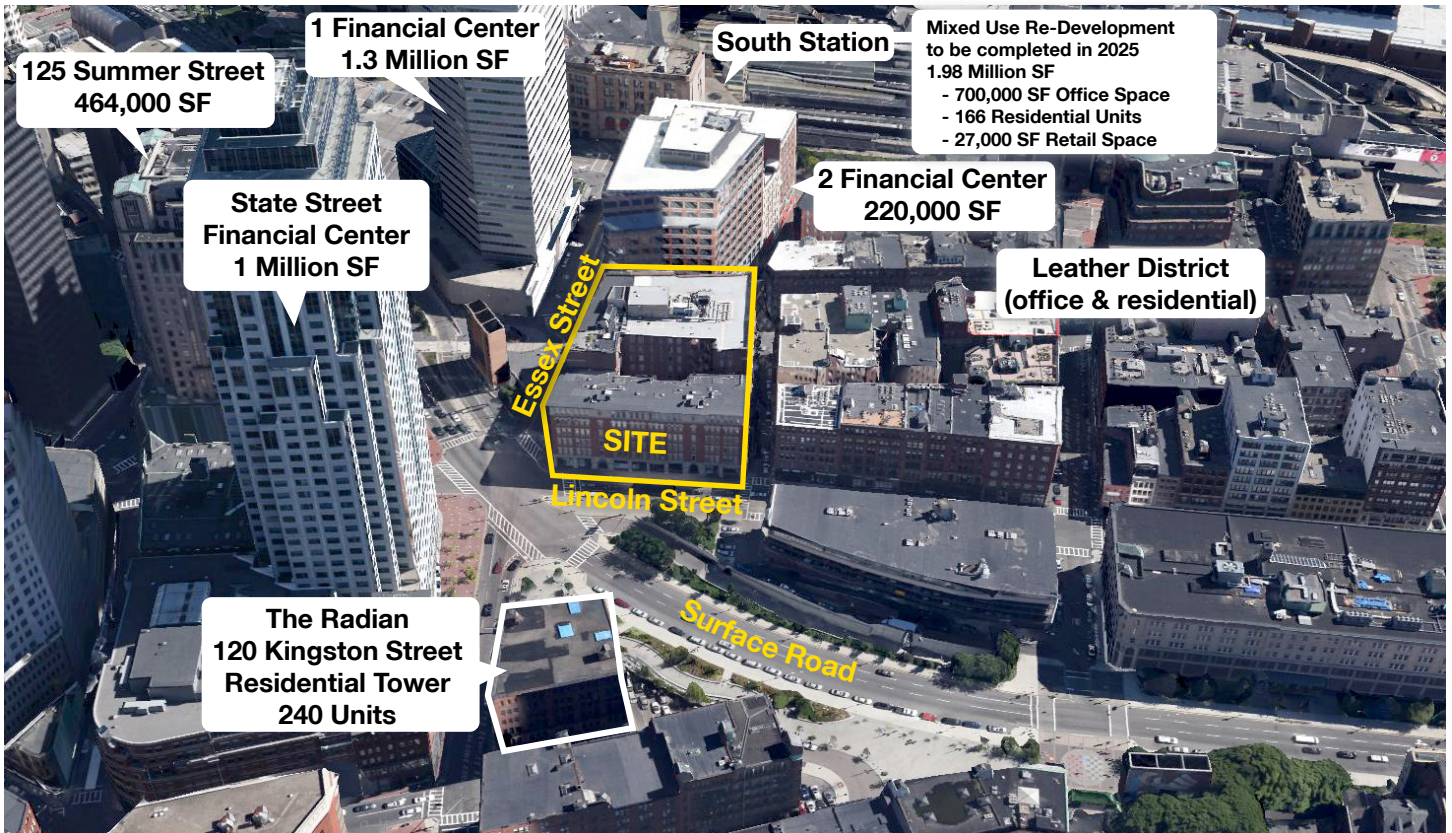 1 Financial Center
1.3 Million SF
South Station
Mixed Use Re-Development
to be completed in 2025
1.98 Million SF
- 700,000 SF Office Space
- 166 Residential Units
- 27,000 SF Retail Space
125 Summer Street
464,000 SF
State Street
Financial Center
1 Million SF
2 Financial Center
220,000 SF
Leather District
(office & residential)
Essex Street
SITE
Lincoln Street
The Radian
120 Kingston Street
Residential Tower
240 Units
Surface Road